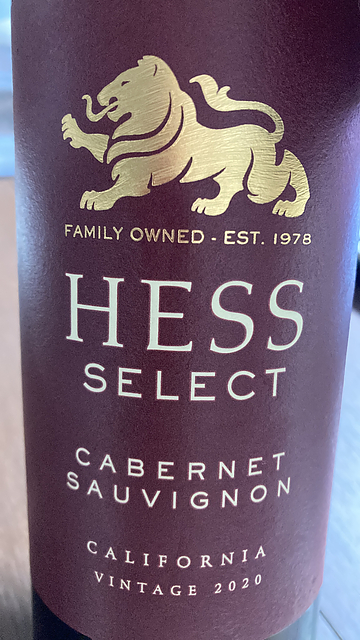 FAMILY OWNED - EST. 1978
HESS
SELECT
CABERNET
SAUVIGNON
CALIFORNIA
VINTAGE 2020